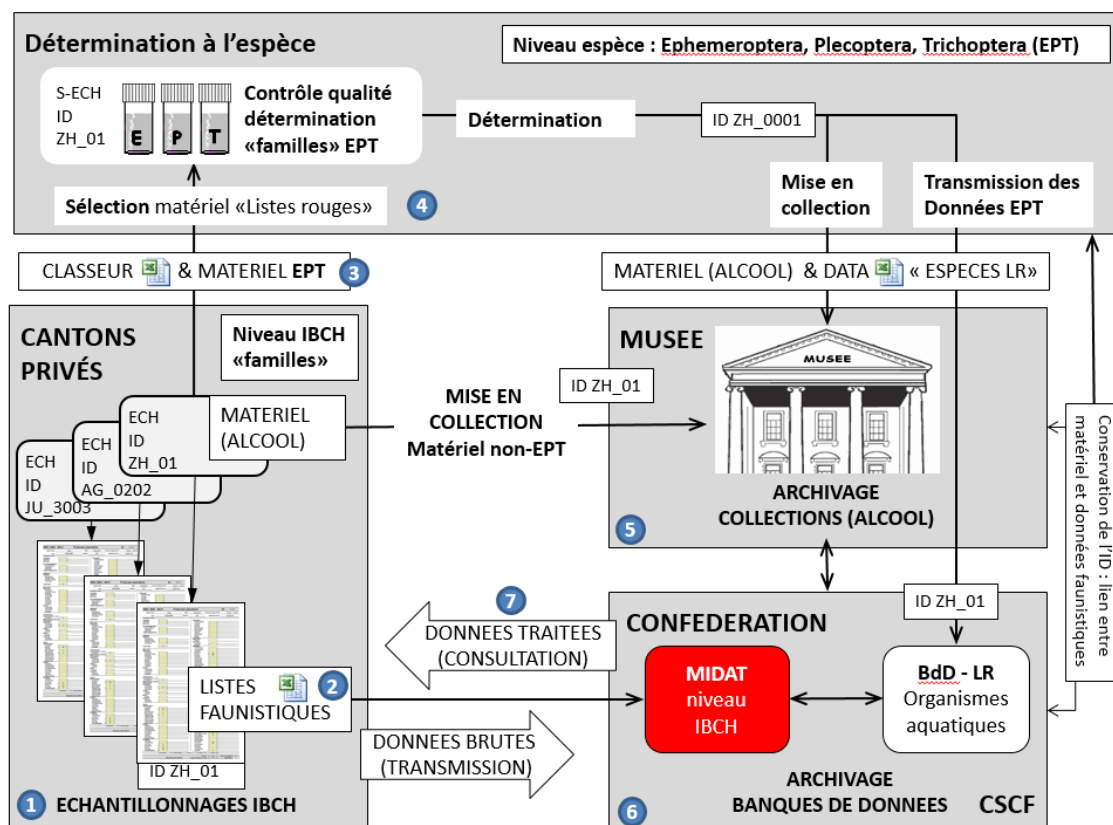 Détermination à l'espèce
Niveau espèce : Ephemeroptera, Plecoptera, Trichoptera (EPT)
S-ECH
ID
ZH_01
E P T
Contrôle qualité
détermination
«familles» EPT
Détermination
ID ZH_0001
Sélection matériel «Listes rouges»
4
Mise en
collection
Transmission des
Données EPT
CLASSEUR & MATERIEL EPT
3
MATERIEL (ALCOOL) & DATA « ESPECES LR»
CANTONS
PRIVÉS
Niveau IBCH
«familles»
ECH
ID
ZH_01
MATERIEL
(ALCOOL)
ECH
ID
AG_0202
ECH
ID
JU_3003
MISE EN
COLLECTION
Matériel non-EPT
ID ZH_01
MUSEE
MUSEE
ARCHIVAGE
COLLECTIONS (ALCOOL)
5
Conservation de l'ID : lien entre
matériel et données faunistiques
LISTES
FAUNISTIQUES
2
ID ZH_01
1
ECHANTILLONNAGES IBCH
7
DONNEES TRAITEES
(CONSULTATION)
DONNEES BRUTES
(TRANSMISSION)
ID ZH_01
CONFEDERATION
MIDAT
niveau
IBCH
BdD - LR
Organismes
aquatiques
ARCHIVAGE
BANQUES DE DONNEES
CSCF
6